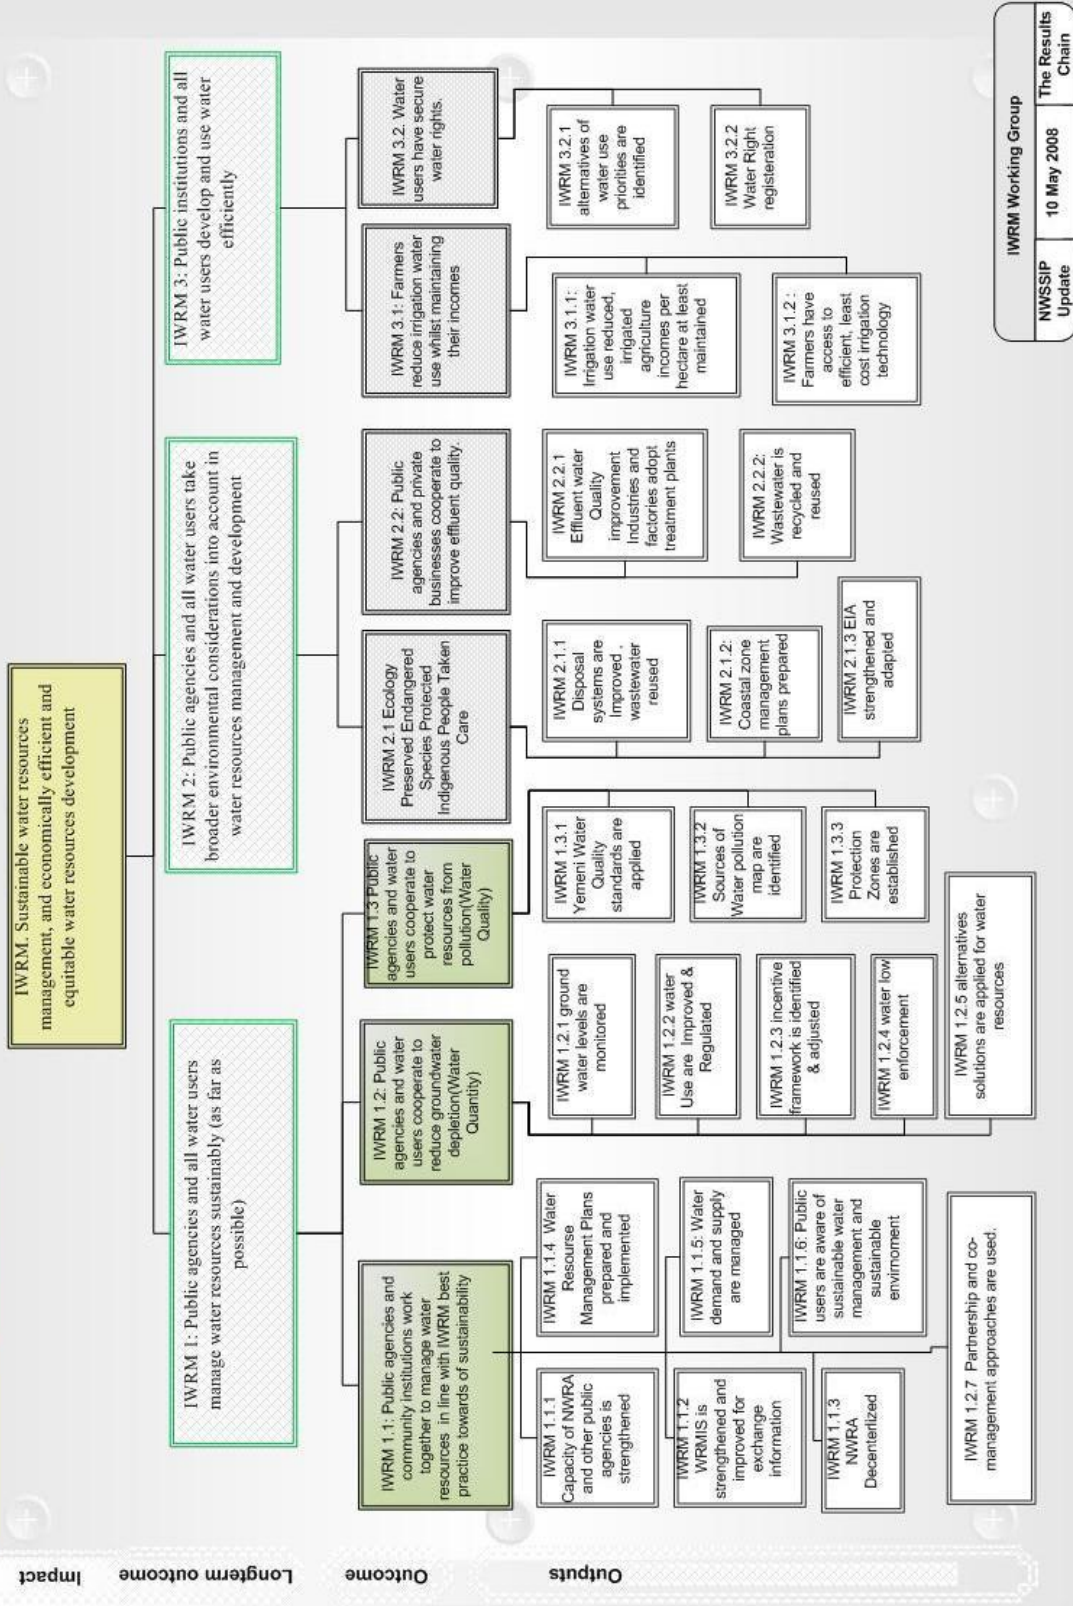 Impact
IWRM. Sustainable water resources
management, and economically efficient and
equitable water resources development
Longterm outcome
IWRM 1: Public agencies and all water users
manage water resources sustainably (as far as
possible)
IWRM 2: Public agencies and all water users take
broader environmental considerations into account in
water resources management and development
IWRM 3: Public institutions and all
water users develop and use water
efficiently
Outcome
IWRM 1.1: Public agencies and
community institutions work
together to manage water
resources in line with IWRM best
practice towards of sustainability
IWRM 1.2: Public
agencies and water
users cooperate to
reduce groundwater
depletion(Water
Quantity)
IWRM 1.3 Public
agencies and water
users cooperate to
protect water
resources from
pollution(Water
Quality)
IWRM 2.1 Ecology
Preserved Endangered
Species Protected
Indigenous People Taken
Care
IWRM 2.2: Public
agencies and private
businesses cooperate to
improve effluent quality.
IWRM 3.1: Farmers
reduce irrigation water
use whilst maintaining
their incomes
IWRM 3.2. Water
users have secure
water rights.
Outputs
IWRM 1.1.1
Capacity of NWRA
and other public
agencies is
strengthened
IWRM 1.1.2
WRMIS is
strengthened and
improved for
exchange
information
IWRM 1.1.3
NWRA
Decenterlized
IWRM 1.1.4 Water
Resourse
Management Plans
prepared and
implemented
IWRM 1.1.5: Water
demand and supply
are managed
IWRM 1.1.6: Public
users are aware of
sustainable water
management and
sustainable
envirnoment
IWRM 1.2.7 Partnership and co-
management approaches are used.
IWRM 1.2.1 ground
water levels are
monitored
IWRM 1.2.2 water
Use are Improved &
Regulated
IWRM 1.2.3 incentive
framework is identified
& adjusted
IWRM 1.2.4 water low
enforcement
IWRM 1.2.5 alternatives
solutions are applied for water
resources
IWRM 1.3.1
Yemeni Water
Quality
standards are
applied
IWRM 1.3.2
Sources of
Water pollution
map are
identified
IWRM 1.3.3
Protection
Zones are
established
IWRM 2.1.1
Disposal
systems are
Improved ,
wastewater
reused
IWRM 2.1.2:
Coastal zone
management
plans prepared
IWRM 2.1.3 EIA
strengthened and
adapted
IWRM 2.2.1
Effluent water
Quality
improvement
Industries and
factories adopt
treatment plants
IWRM 2.2.2:
Wastewater is
recycled and
reused
IWRM 3.1.1:
Irrigation water
use reduced,
irrigated
agriculture
incomes per
heclare at least
maintained
IWRM 3.1.2 :
Farmers have
access to
efficient, least
cost irrigation
technology
IWRM 3.2.1
alternatives of
water use
priorities are
identified
IWRM 3.2.2
Water Right
registeration
IWRM Working Group
NWSSIP
Update
10 May 2008
The Results
Chain